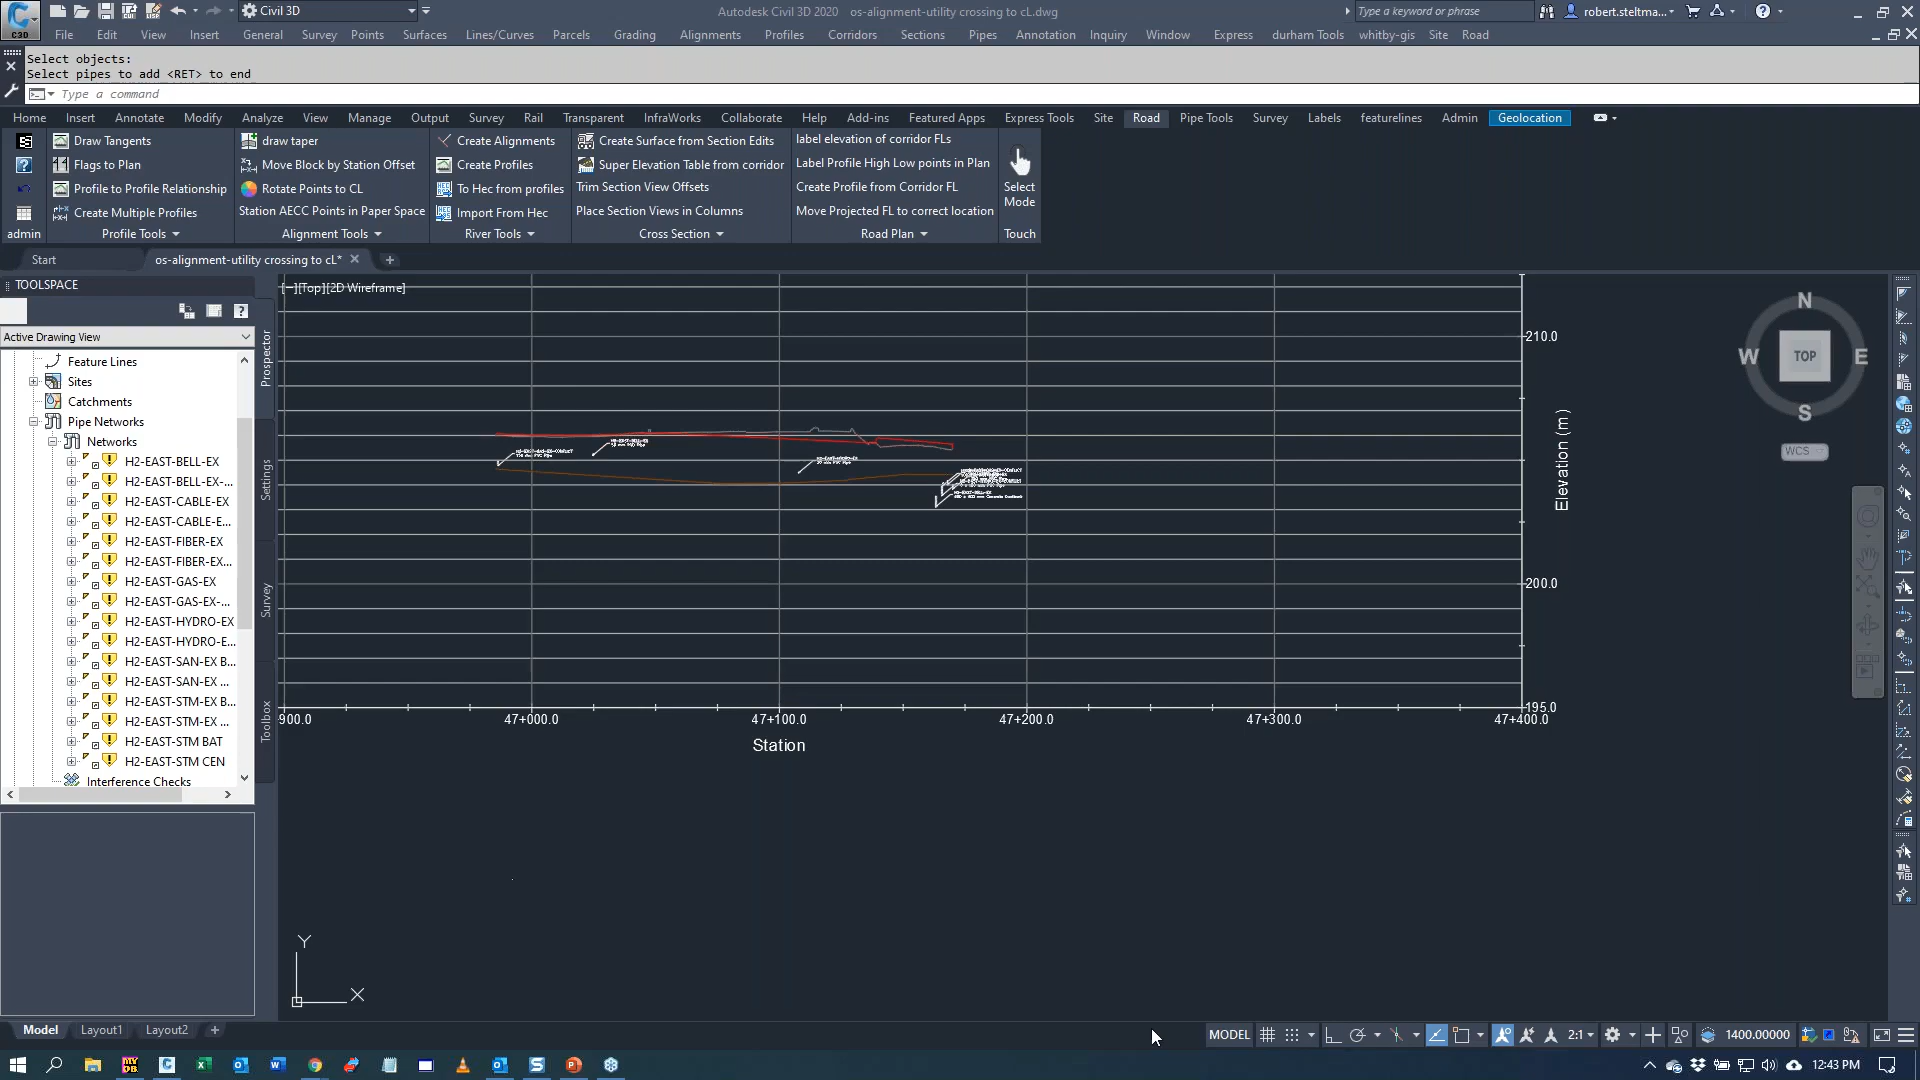 Civil 3D
Autodesk Civil 3D 2020 os-alignment-utility crossing to cL.dwg
Type a keyword or phrase
robert.steltma...
C3D
File Edit View Insert General Survey Points Surfaces Lines/Curves Parcels Grading Alignments Profiles Corridors Sections Pipes Annotation Inquiry Window Express durham Tools whitby-gis Site Road
Select objects:
Select pipes to add <RET> to end
Type a command
Home Insert Annotate Modify Analyze View Manage Output Survey Rail Transparent InfraWorks Collaborate Help Add-ins Featured Apps Express Tools Site Road Pipe Tools Survey Labels featurelines Admin Geolocation
Draw Tangents
Flags to Plan
Profile to Profile Relationship
Create Multiple Profiles
draw taper
Move Block by Station Offset
Rotate Points to CL
Station AECC Points in Paper Space
Create Alignments
Create Profiles
To Hec from profiles
Import From Hec
Create Surface from Section Edits
Super Elevation Table from corridor
Trim Section View Offsets
Place Section Views in Columns
label elevation of corridor FLs
Label Profile High Low points in Plan
Create Profile from Corridor FL
Move Projected FL to correct location
Select
Mode
admin Profile Tools Alignment Tools River Tools Cross Section Road Plan Touch
Start os-alignment-utility crossing to cL*
TOOLSPACE
[−][Top][2D Wireframe]
Active Drawing View
Feature Lines
Sites
Catchments
Pipe Networks
Networks
H2-EAST-BELL-EX
H2-EAST-BELL-EX-...
H2-EAST-CABLE-EX
H2-EAST-CABLE-E...
H2-EAST-FIBER-EX
H2-EAST-FIBER-EX...
H2-EAST-GAS-EX
H2-EAST-GAS-EX-...
H2-EAST-HYDRO-EX
H2-EAST-HYDRO-E...
H2-EAST-SAN-EX B...
H2-EAST-SAN-EX ...
H2-EAST-STM-EX B...
H2-EAST-STM-EX ...
H2-EAST-STM BAT
H2-EAST-STM CEN
Interference Checks
Prospector
Settings
Survey
Toolbox
210.0
200.0
195.0
Elevation (m)
900.0 47+000.0 47+100.0 47+200.0 47+300.0 47+400.0
Station
N
W TOP E
S
WCS
Y
X
Model Layout1 Layout2
MODEL 2:1 1400.00000
12:43 PM